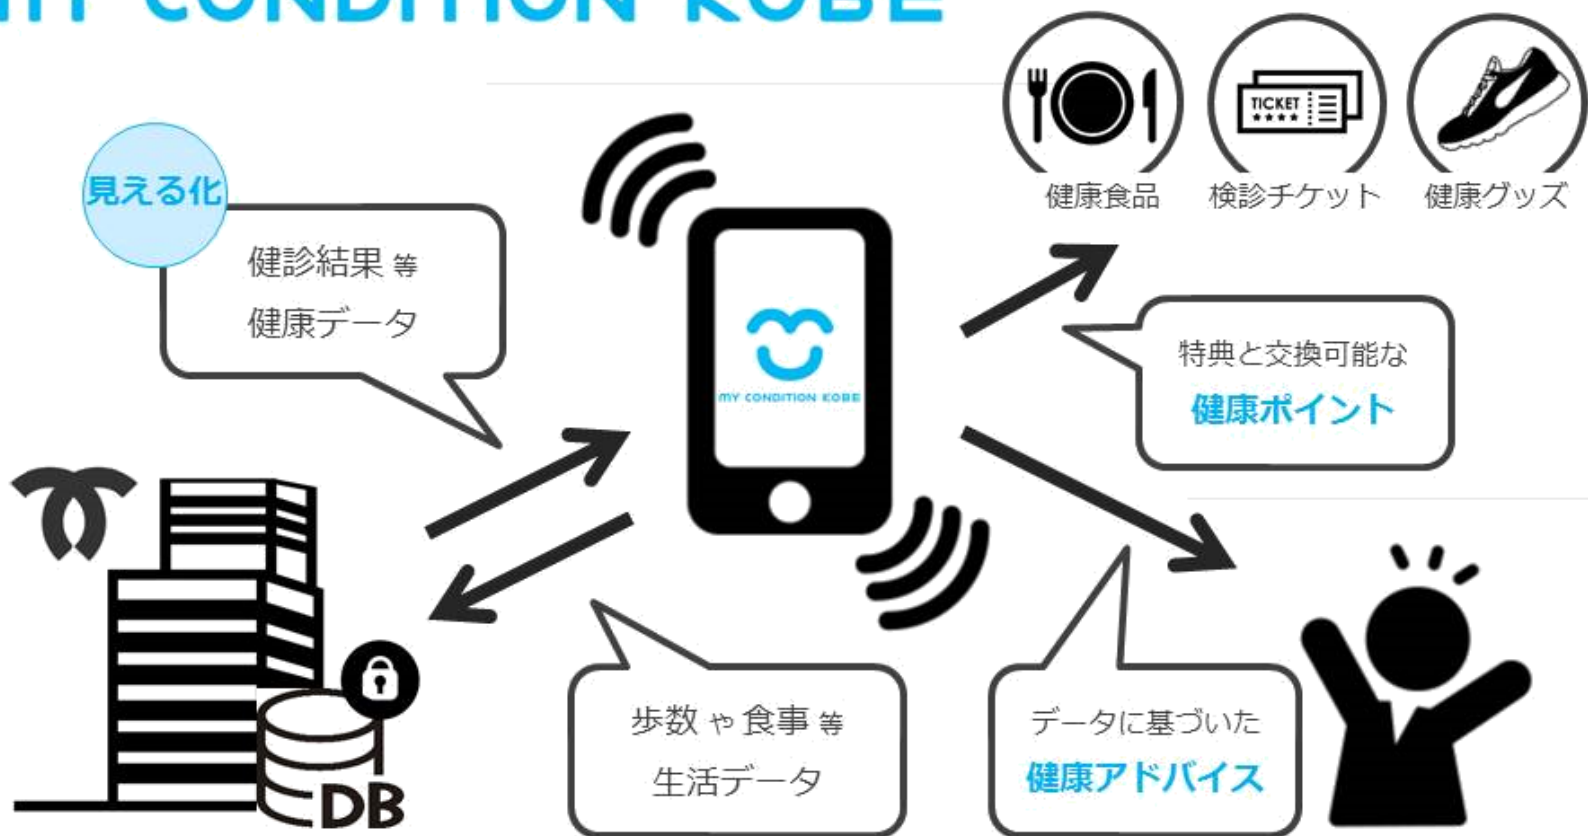 MY CONDITION KOBE
健康食品
検診チケット
健康グッズ
TICKET
見える化
健診結果 等
健康データ
MY CONDITION KOBE
特典と交換可能な
健康ポイント
歩数 や 食事 等
生活データ
データに基づいた
健康アドバイス
DB